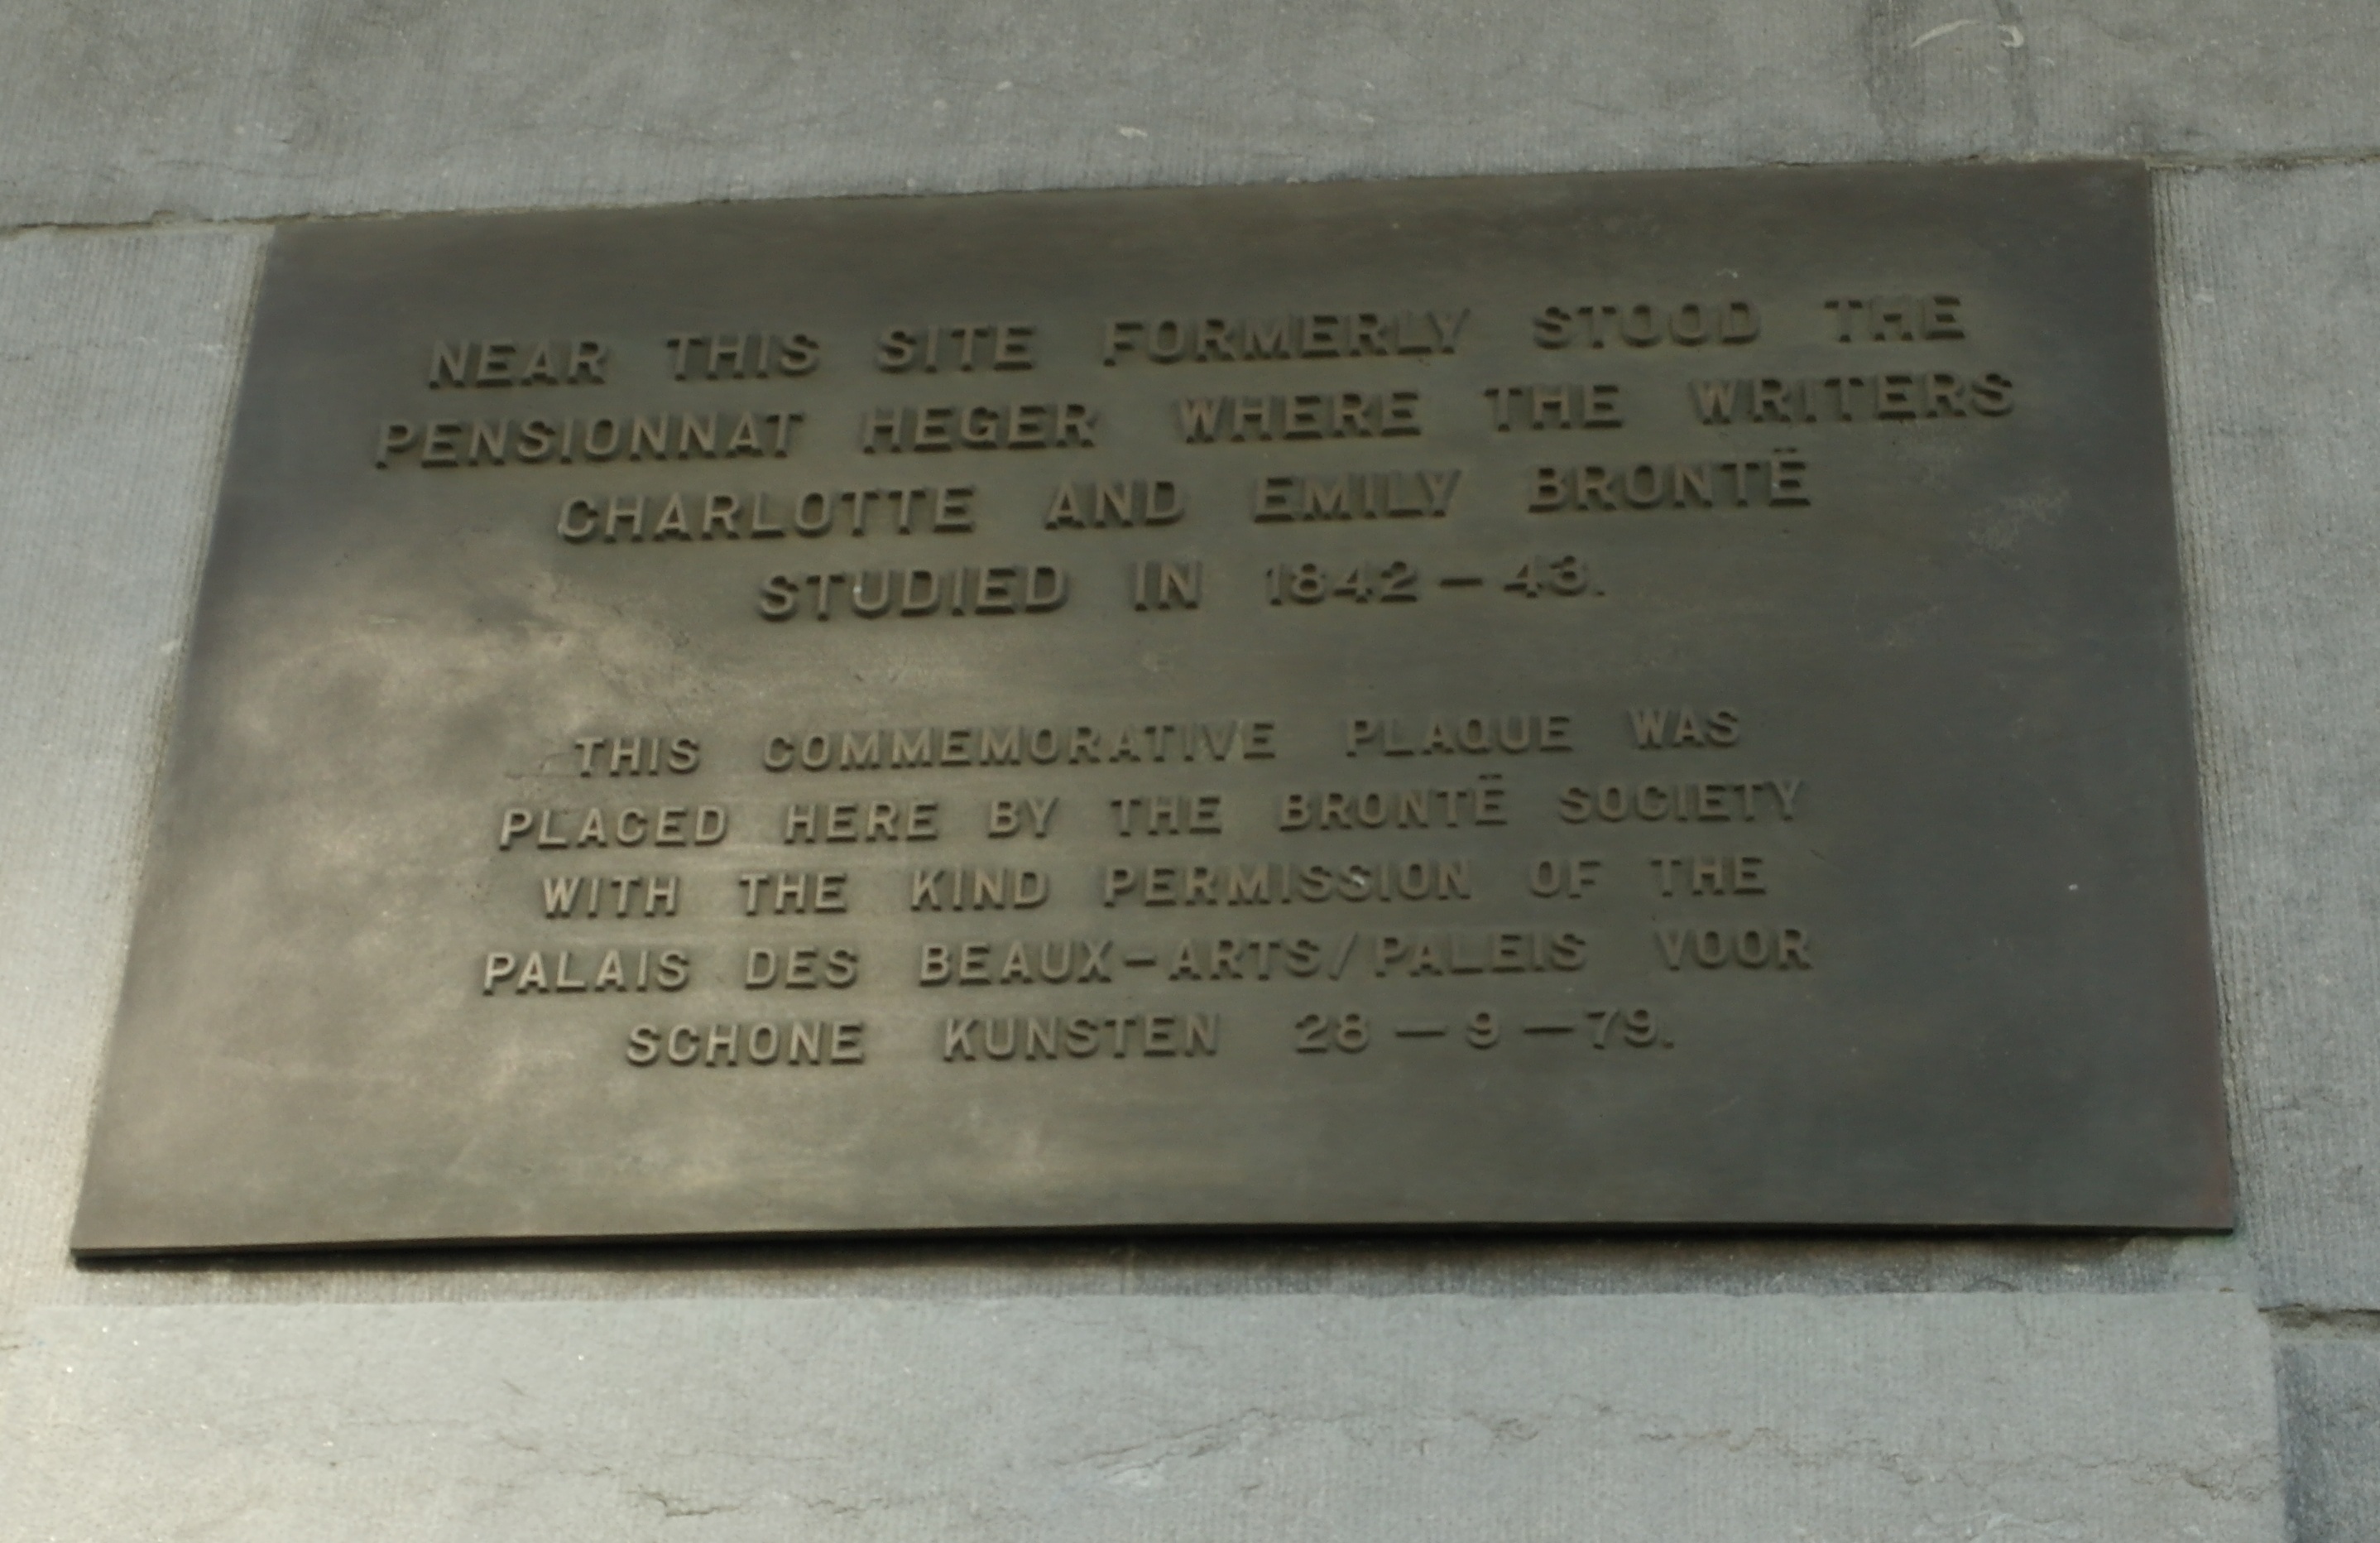 NEAR THIS SITE FORMERLY STOOD THE
PENSIONNAT HEGER WHERE THE WRITERS
CHARLOTTE AND EMILY BRONTË
STUDIED IN 1842 – 43.
THIS COMMEMORATIVE PLAQUE WAS
PLACED HERE BY THE BRONTË SOCIETY
WITH THE KIND PERMISSION OF THE
PALAIS DES BEAUX-ARTS/PALEIS VOOR
SCHONE KUNSTEN 28 – 9 – 79.